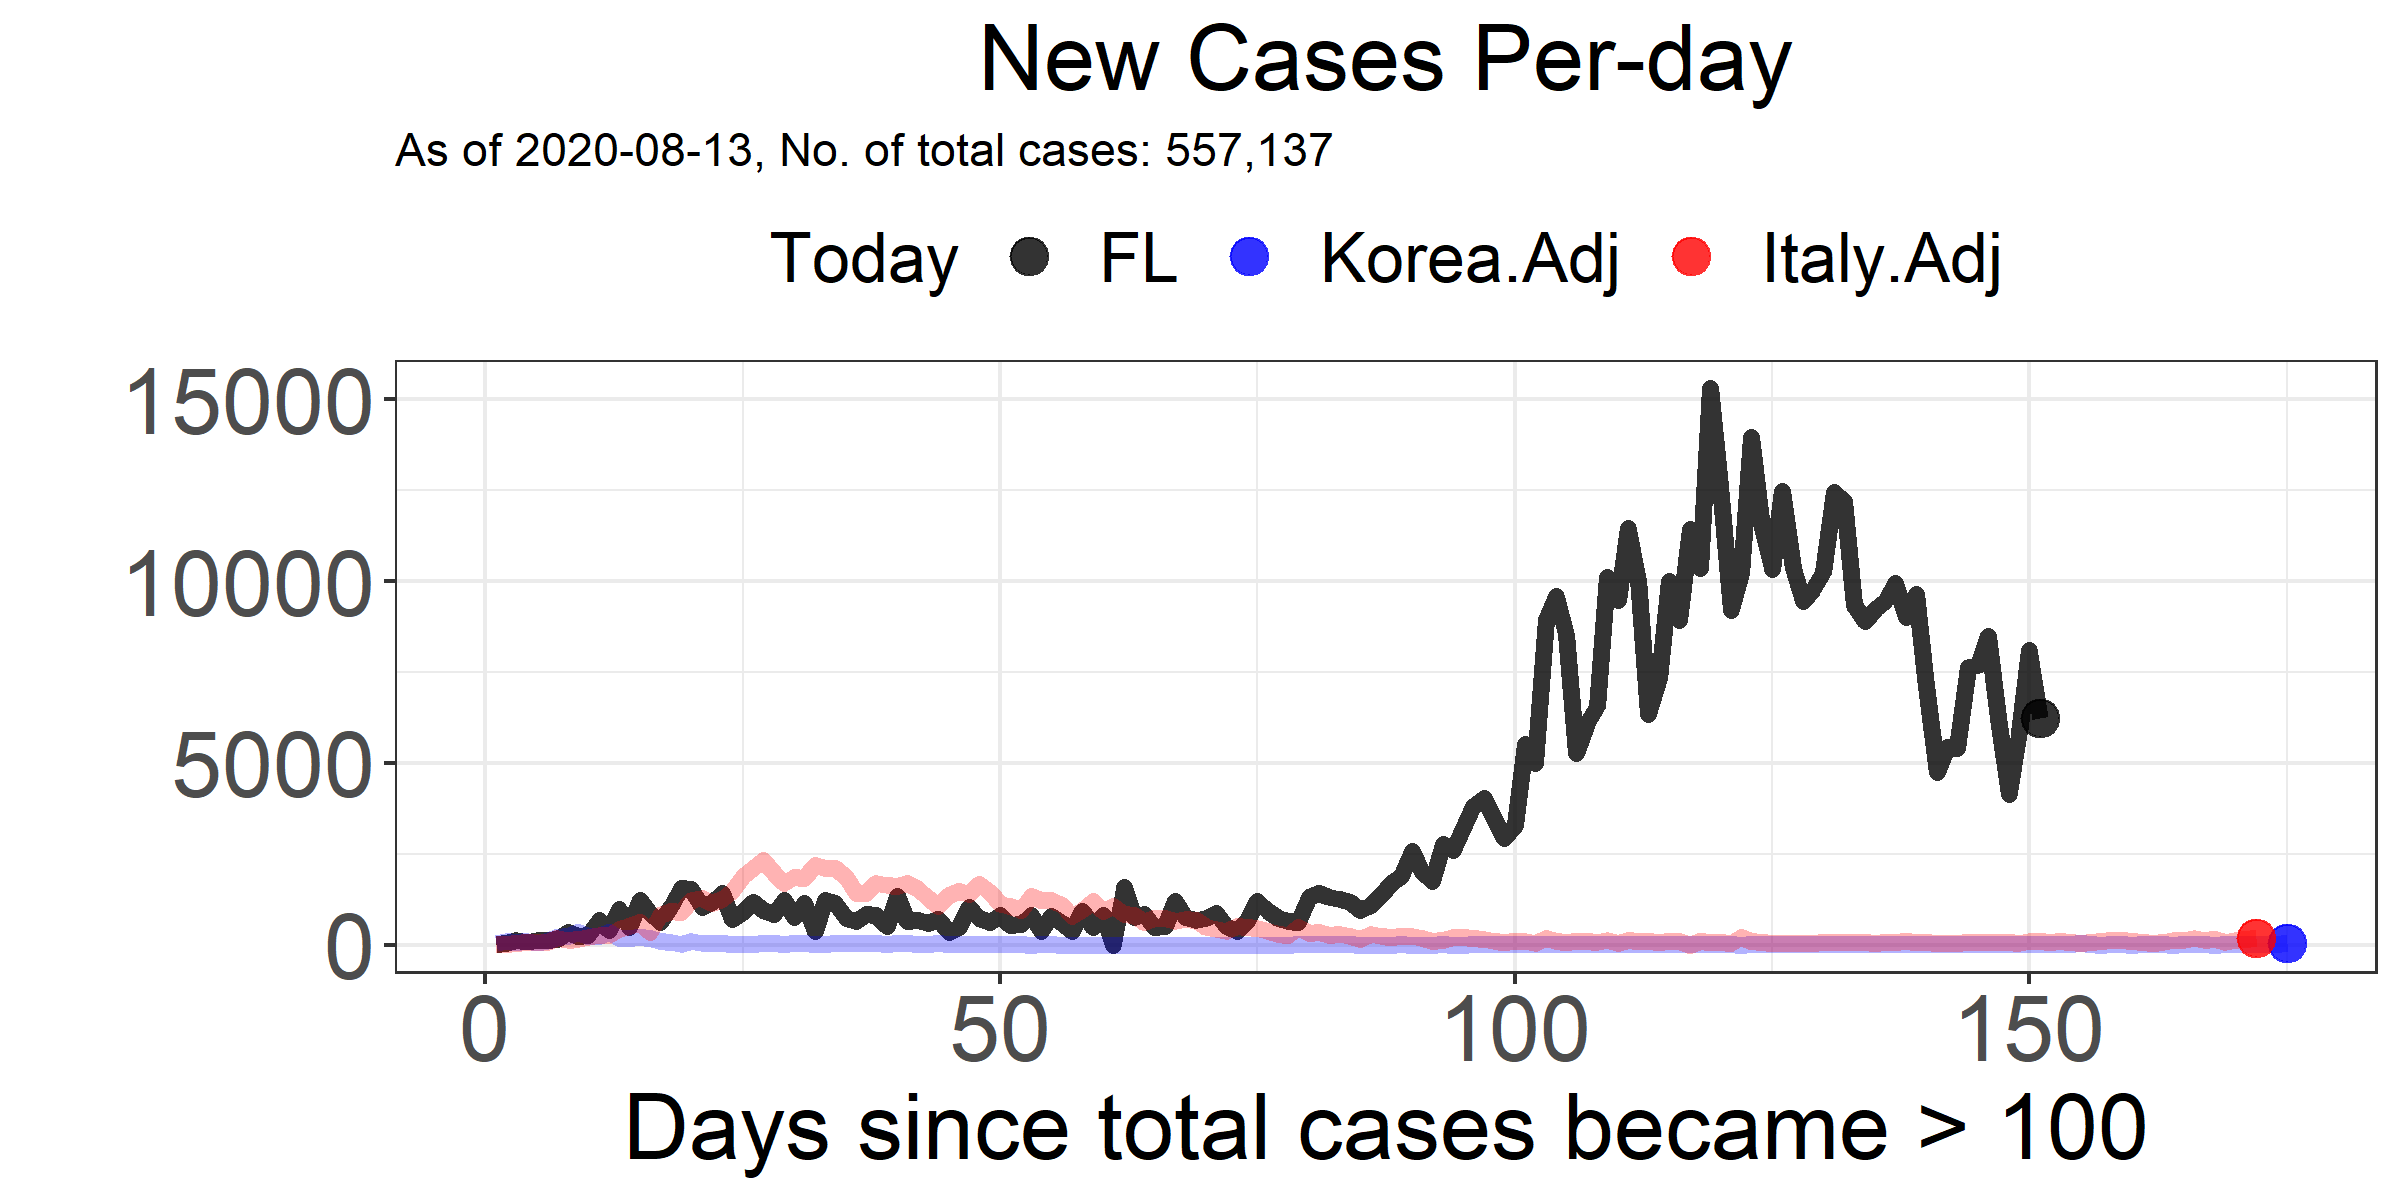 New Cases Per-day
As of 2020-08-13, No. of total cases: 557,137
Today FL Korea.Adj Italy.Adj
15000
10000
5000
0
0 50 100 150
Days since total cases became > 100